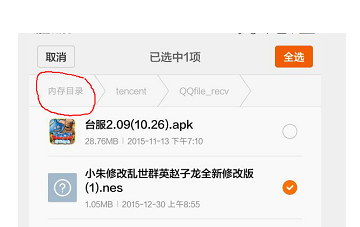 取消 已选中1项 全选
内存目录 tencent QQfile_recv
台服2.09(10.26).apk
28.76MB | 2015-11-13 下午7:10
小朱修改乱世群英赵子龙全新修改版
(1).nes
1.05MB | 2015-12-30 上午8:55